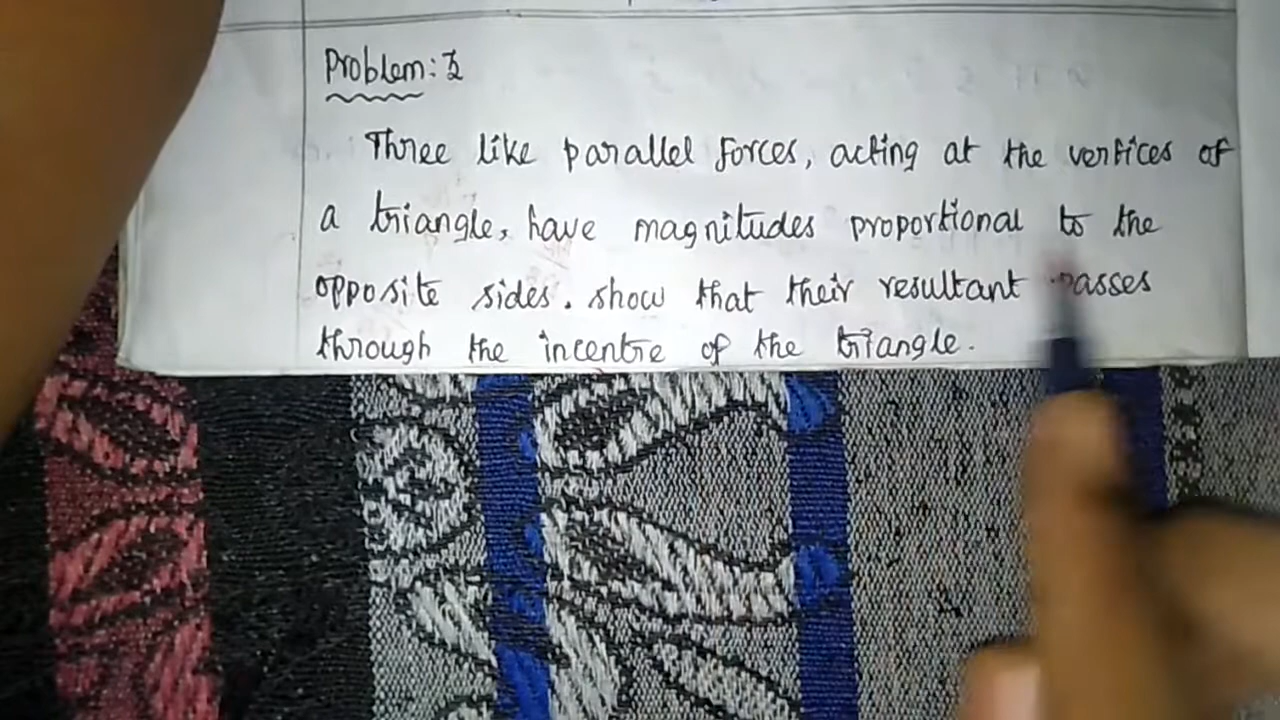 Problem:
Three like parallel forces, acting at the vertices of
a triangle, have magnitudes proportional to the
opposite sides. show that their resultant passes
through the incentre of the triangle.